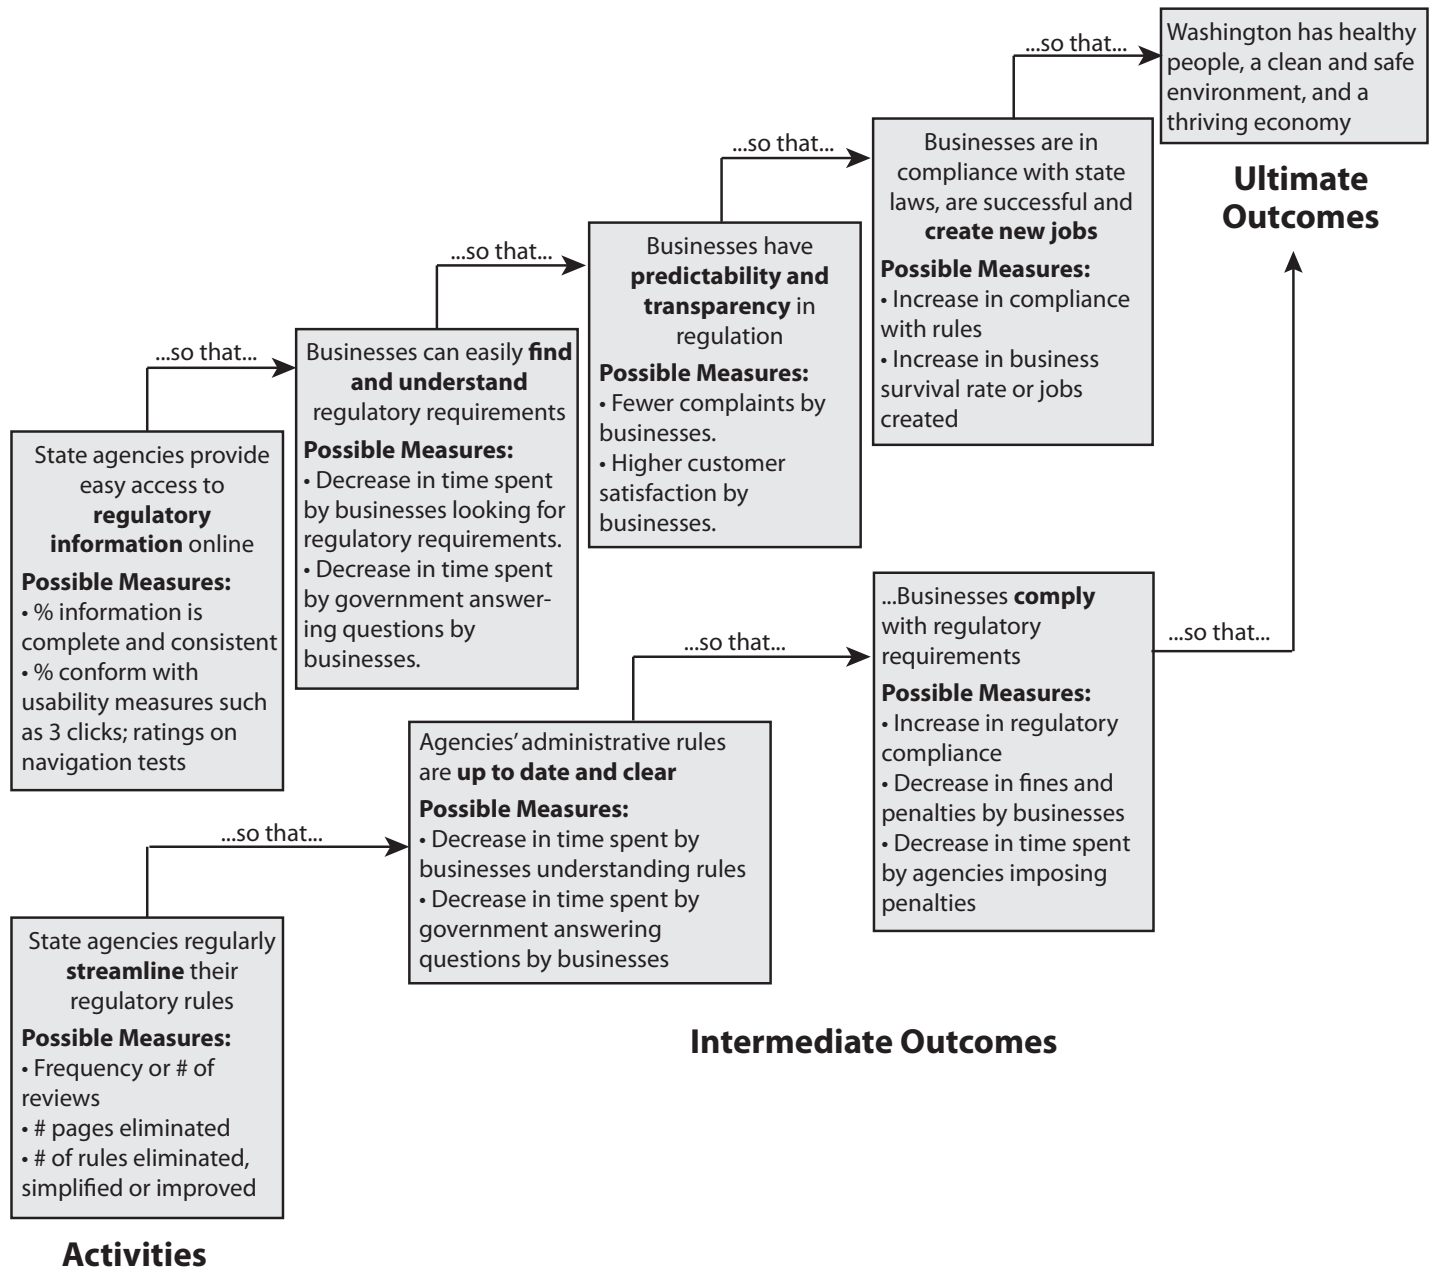 State agencies provide
easy access to
regulatory
information online
Possible Measures:
• % information is
complete and consistent
• % conform with
usability measures such
as 3 clicks; ratings on
navigation tests
...so that...
Businesses can easily find
and understand
regulatory requirements
Possible Measures:
• Decrease in time spent
by businesses looking for
regulatory requirements.
• Decrease in time spent
by government answer-
ing questions by
businesses.
...so that...
Businesses have
predictability and
transparency in
regulation
Possible Measures:
• Fewer complaints by
businesses.
• Higher customer
satisfaction by
businesses.
...so that...
Businesses are in
compliance with state
laws, are successful and
create new jobs
Possible Measures:
• Increase in compliance
with rules
• Increase in business
survival rate or jobs
created
...so that...
Washington has healthy
people, a clean and safe
environment, and a
thriving economy
Ultimate
Outcomes
State agencies regularly
streamline their
regulatory rules
Possible Measures:
• Frequency or # of
reviews
• # pages eliminated
• # of rules eliminated,
simplified or improved
...so that...
Agencies’ administrative rules
are up to date and clear
Possible Measures:
• Decrease in time spent by
businesses understanding rules
• Decrease in time spent by
government answering
questions by businesses
...so that...
...Businesses comply
with regulatory
requirements
Possible Measures:
• Increase in regulatory
compliance
• Decrease in fines and
penalties by businesses
• Decrease in time spent
by agencies imposing
penalties
...so that...
Intermediate Outcomes
Activities